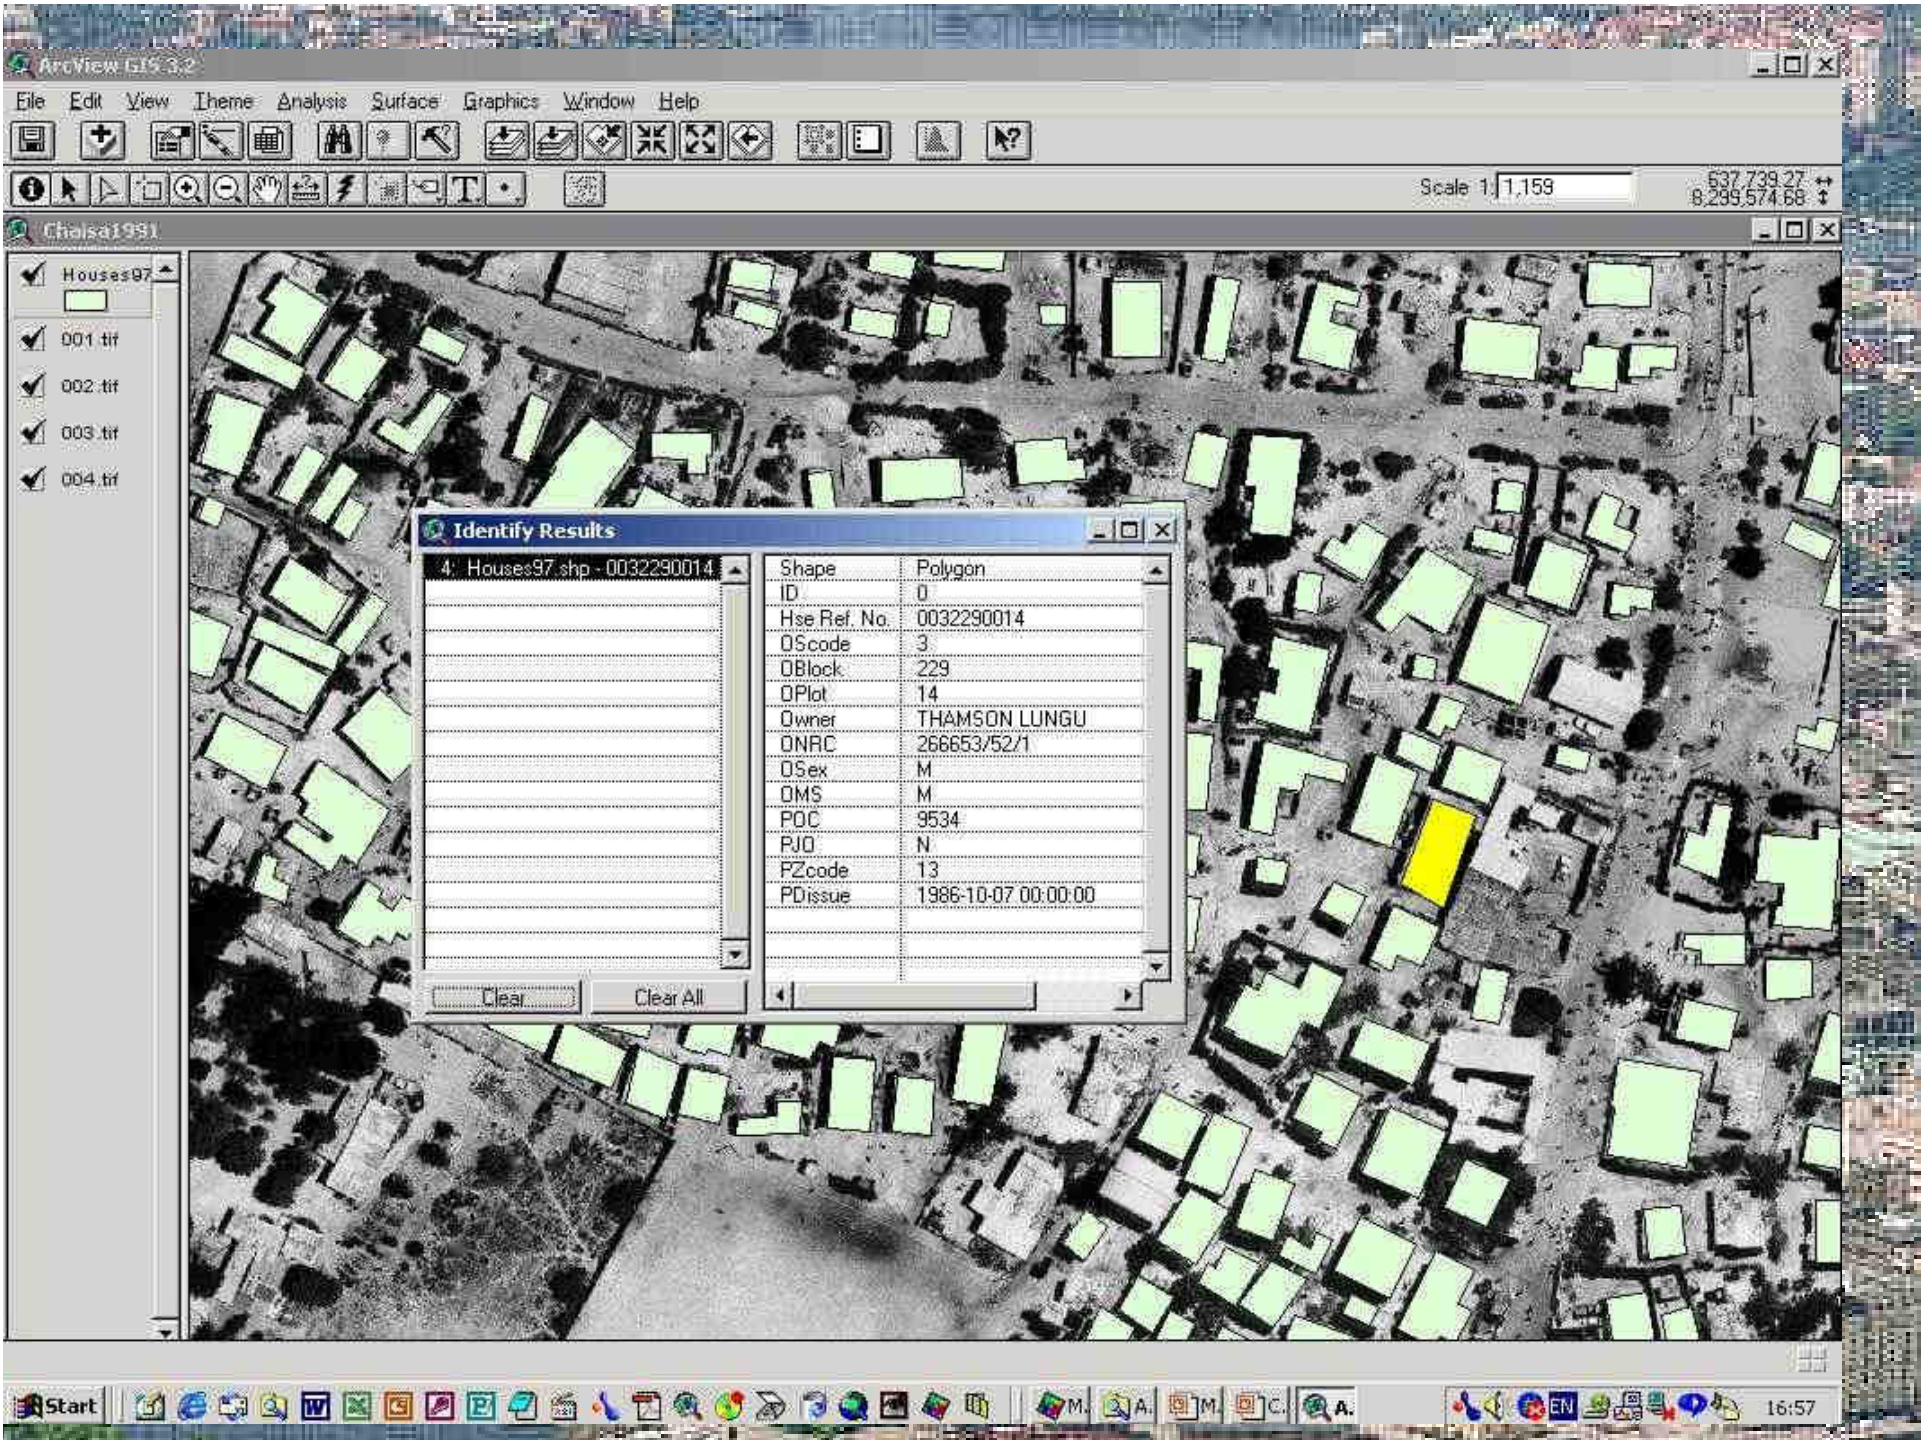 ArcView GIS 3.2
File Edit View Theme Analysis Surface Graphics Window Help
Scale 1: 1,159
637,739.27
8,299,574.68
Chaisa1991
Houses97
001.tif
002.tif
003.tif
004.tif
Identify Results
4: Houses97.shp - 0032290014
Shape Polygon
ID 0
Hse Ref. No. 0032290014
OScode 3
OBlock 229
OPlot 14
Owner THAMSON LUNGU
ONRC 266653/52/1
OSex M
OMS M
POC 9534
PJO N
PZcode 13
PDissue 1986-10-07 00:00:00
Clear Clear All
Start M. A. M. C. A. EN 16:57